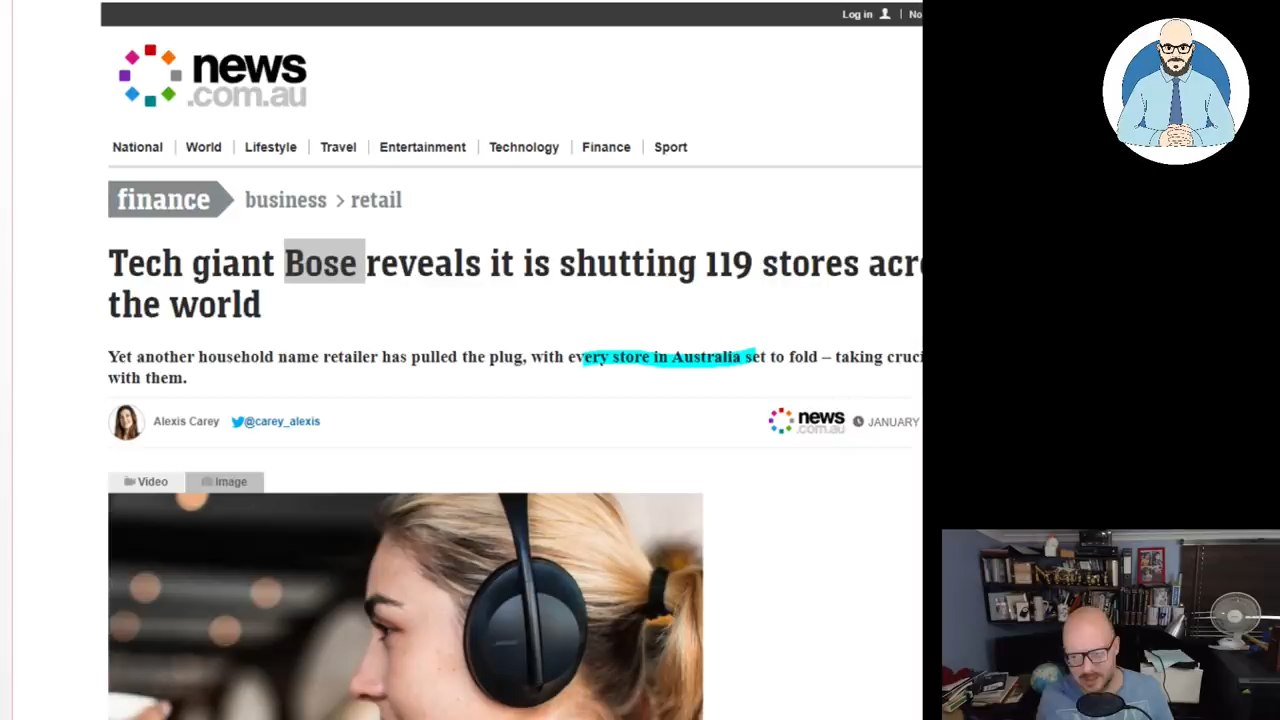 Log in
No
news
.com.au
National World Lifestyle Travel Entertainment Technology Finance Sport
finance business > retail
Tech giant Bose reveals it is shutting 119 stores acr
the world
Yet another household name retailer has pulled the plug, with every store in Australia set to fold – taking cruci
with them.
Alexis Carey @carey_alexis news .com.au JANUARY
Video Image